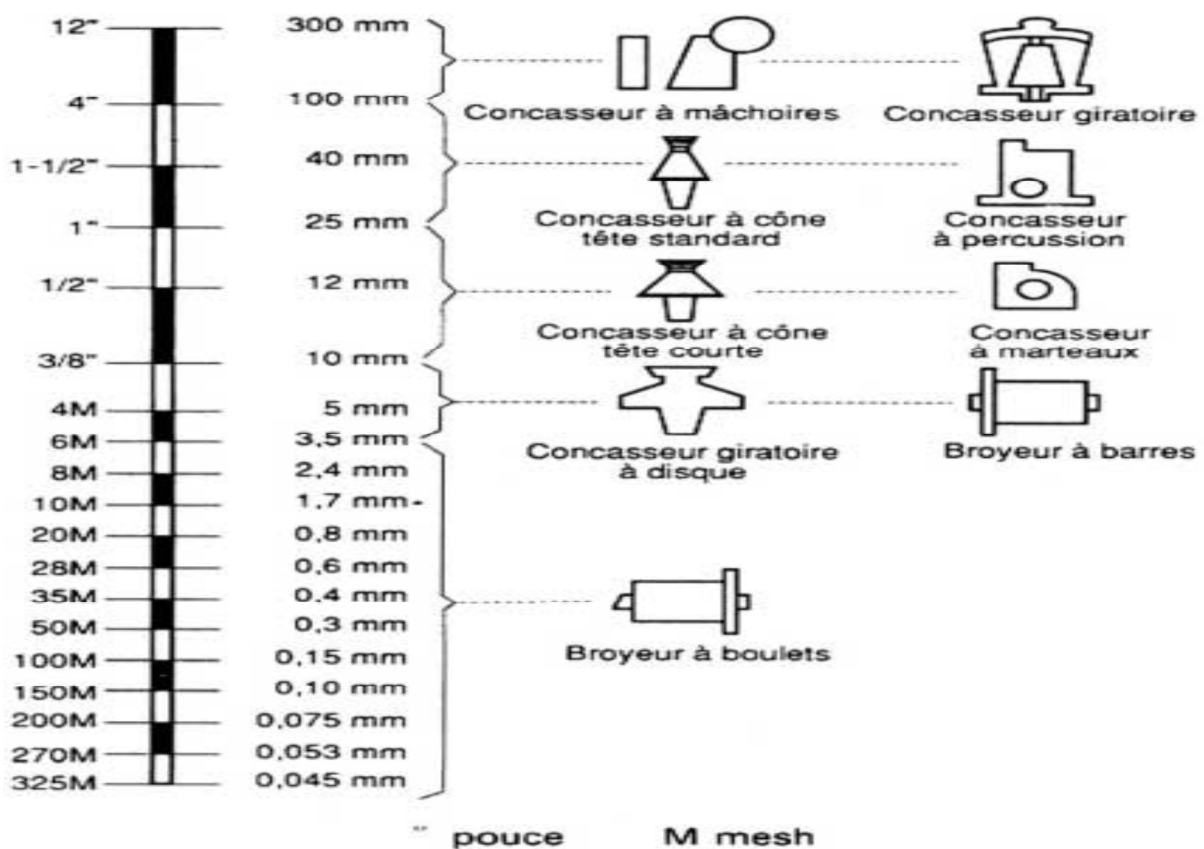 12"
4"
1-1/2"
1"
1/2"
3/8"
4M
6M
8M
10M
20M
28M
35M
50M
100M
150M
200M
270M
325M
300 mm
100 mm
40 mm
25 mm
12 mm
10 mm
5 mm
3,5 mm
2,4 mm
1,7 mm
0,8 mm
0,6 mm
0,4 mm
0,3 mm
0,15 mm
0,10 mm
0,075 mm
0,053 mm
0,045 mm
Concasseur à mâchoires
Concasseur giratoire
Concasseur à cône
tête standard
Concasseur
à percussion
Concasseur à cône
tête courte
Concasseur
à marteaux
Concasseur giratoire
à disque
Broyeur à barres
Broyeur à boulets
" pouce M mesh